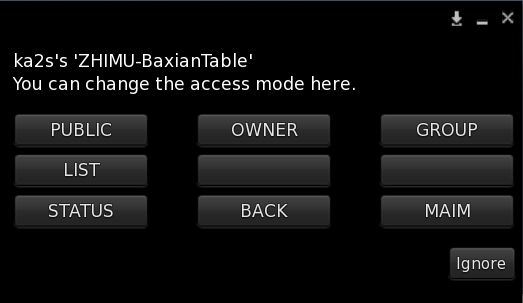 ka2s's 'ZHIMU-BaxianTable'
You can change the access mode here.
PUBLIC OWNER GROUP
LIST
STATUS BACK MAIM
Ignore